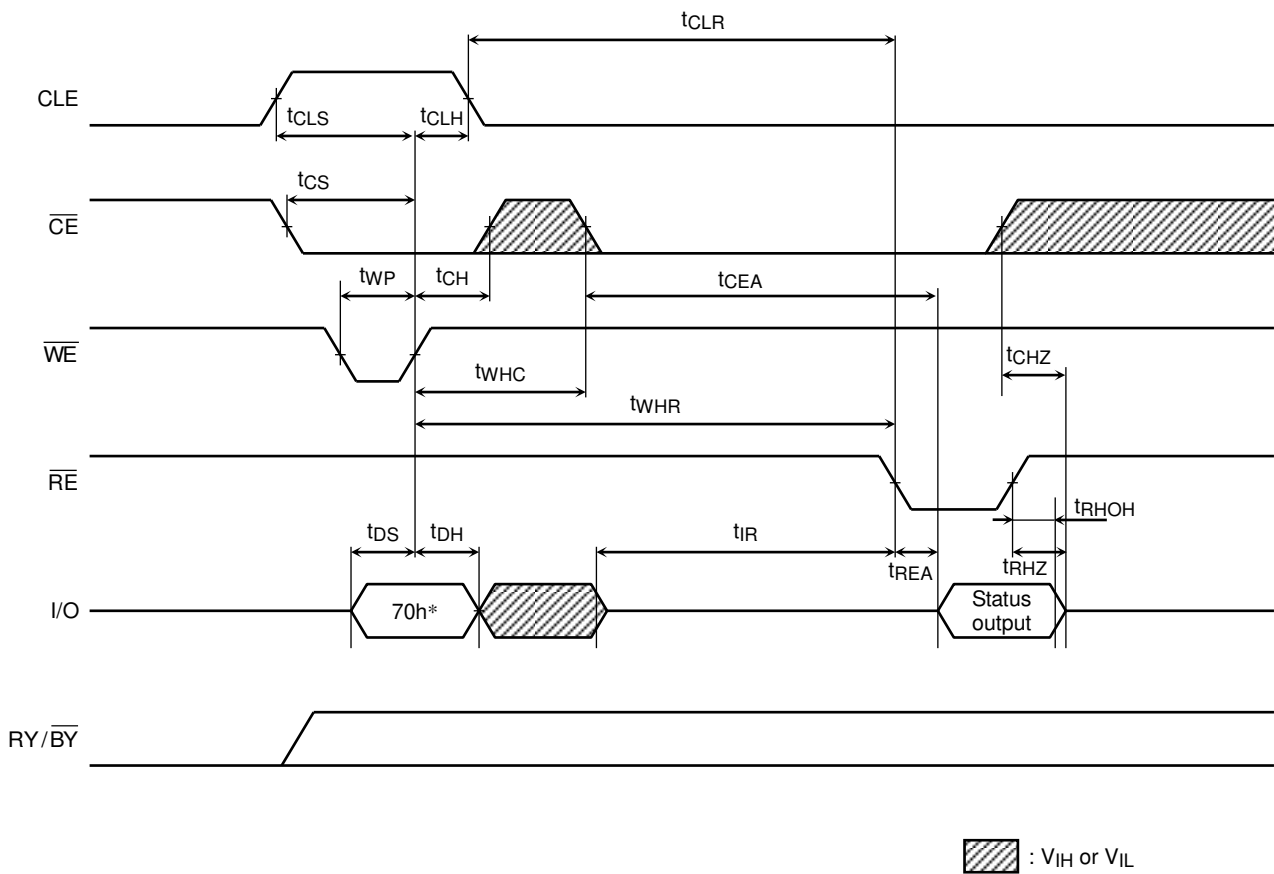 tCLR
CLE
tCLS
tCLH
tCS
CE
tWP
tCH
tCEA
WE
tCHZ
tWHC
tWHR
RE
tRHOH
tDS
tDH
tIR
tREA
tRHZ
I/O
70h*
Status
output
RY/BY
: VIH or VIL